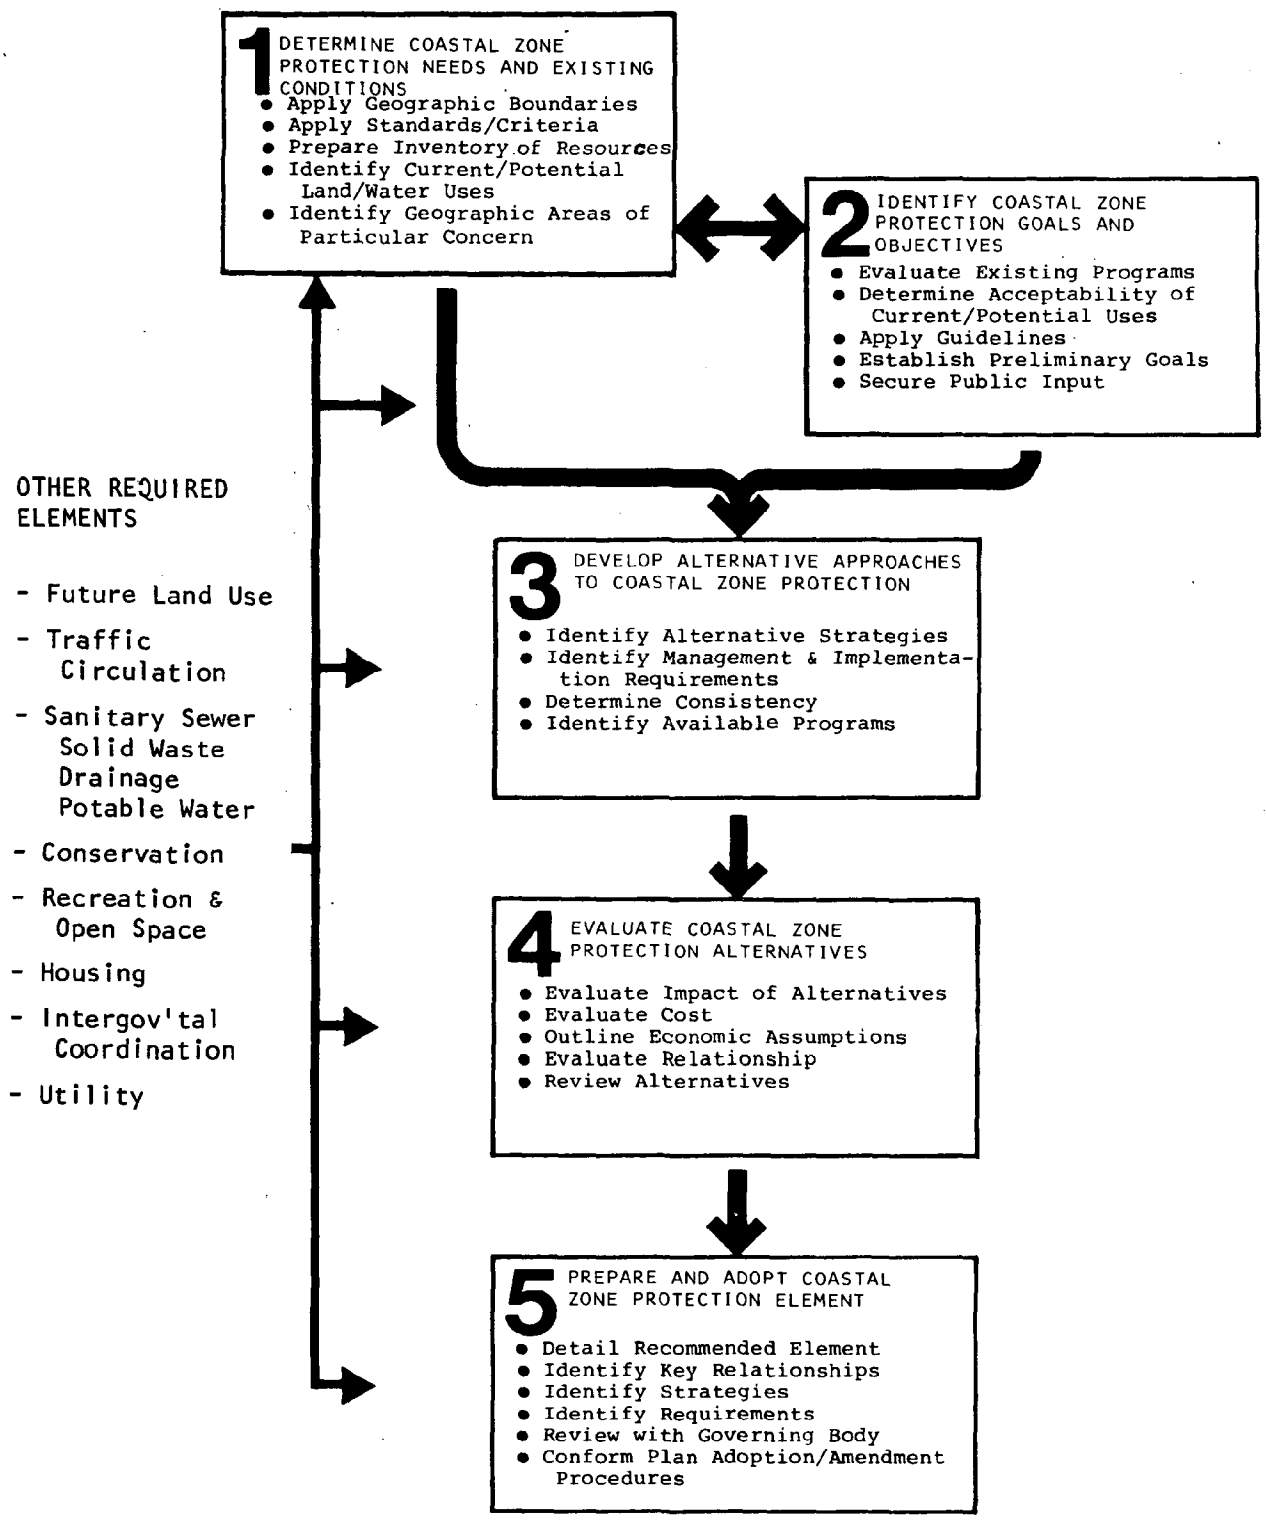 1 DETERMINE COASTAL ZONE
PROTECTION NEEDS AND EXISTING
CONDITIONS
● Apply Geographic Boundaries
● Apply Standards/Criteria
● Prepare Inventory of Resources
● Identify Current/Potential
Land/Water Uses
● Identify Geographic Areas of
Particular Concern
2 IDENTIFY COASTAL ZONE
PROTECTION GOALS AND
OBJECTIVES
● Evaluate Existing Programs
● Determine Acceptability of
Current/Potential Uses
● Apply Guidelines
● Establish Preliminary Goals
● Secure Public Input
OTHER REQUIRED
ELEMENTS
- Future Land Use
- Traffic
Circulation
- Sanitary Sewer
Solid Waste
Drainage
Potable Water
- Conservation
- Recreation &
Open Space
- Housing
- Intergov'tal
Coordination
- Utility
3 DEVELOP ALTERNATIVE APPROACHES
TO COASTAL ZONE PROTECTION
● Identify Alternative Strategies
● Identify Management & Implementa-
tion Requirements
● Determine Consistency
● Identify Available Programs
4 EVALUATE COASTAL ZONE
PROTECTION ALTERNATIVES
● Evaluate Impact of Alternatives
● Evaluate Cost
● Outline Economic Assumptions
● Evaluate Relationship
● Review Alternatives
5 PREPARE AND ADOPT COASTAL
ZONE PROTECTION ELEMENT
● Detail Recommended Element
● Identify Key Relationships
● Identify Strategies
● Identify Requirements
● Review with Governing Body
● Conform Plan Adoption/Amendment
Procedures